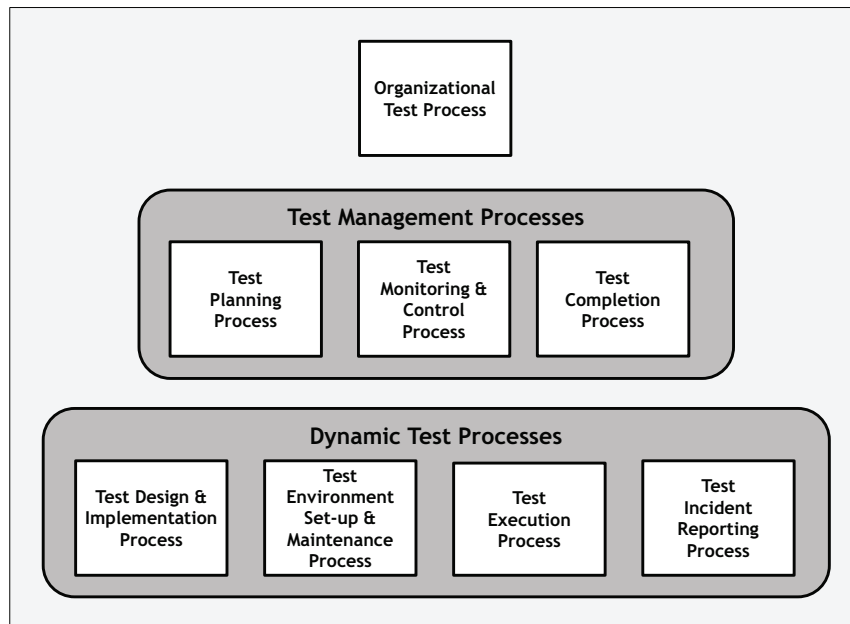 Organizational
Test Process
Test Management Processes
Test
Planning
Process
Test
Monitoring &
Control
Process
Test
Completion
Process
Dynamic Test Processes
Test Design &
Implementation
Process
Test
Environment
Set-up &
Maintenance
Process
Test
Execution
Process
Test
Incident
Reporting
Process